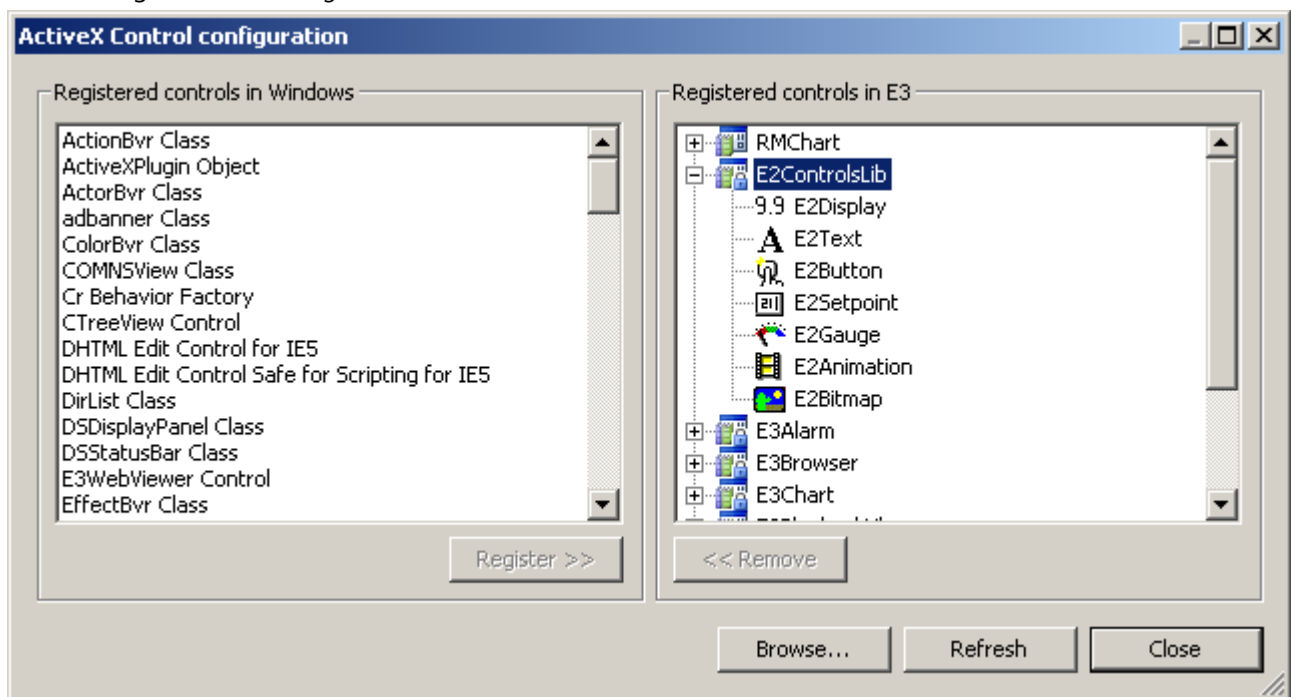 ActiveX Control configuration
Registered controls in Windows
ActionBvr Class
ActiveXPlugin Object
ActorBvr Class
adbanner Class
ColorBvr Class
COMNSView Class
Cr Behavior Factory
CTreeView Control
DHTML Edit Control for IE5
DHTML Edit Control Safe for Scripting for IE5
DirList Class
DSDisplayPanel Class
DSStatusBar Class
E3WebViewer Control
EffectBvr Class
Register >>
Registered controls in E3
RMChart
E2ControlsLib
9.9 E2Display
A E2Text
E2Button
E2Setpoint
E2Gauge
E2Animation
E2Bitmap
E3Alarm
E3Browser
E3Chart
<< Remove
Browse...
Refresh
Close